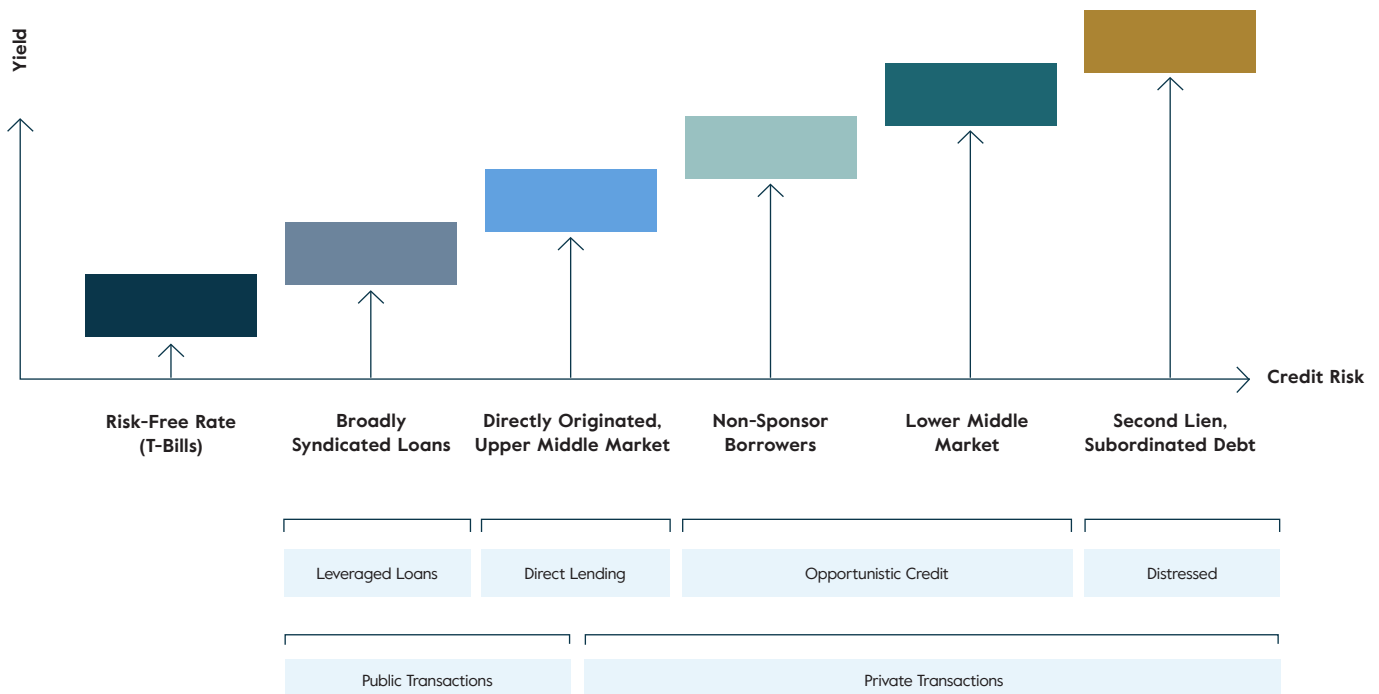 Yield
Credit Risk
Risk-Free Rate
(T-Bills)
Broadly
Syndicated Loans
Directly Originated,
Upper Middle Market
Non-Sponsor
Borrowers
Lower Middle
Market
Second Lien,
Subordinated Debt
Leveraged Loans
Direct Lending
Opportunistic Credit
Distressed
Public Transactions
Private Transactions